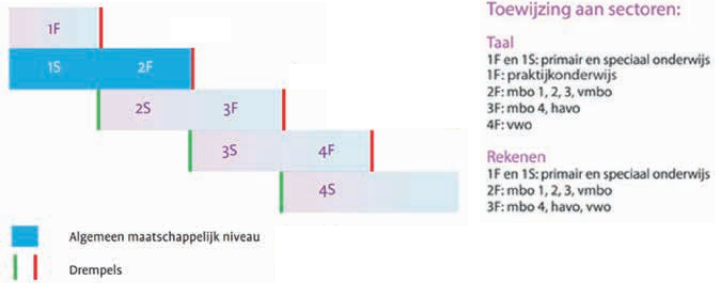 1F
1S 2F
2S 3F
3S 4F
4S
Algemeen maatschappelijk niveau
Drempels
Toewijzing aan sectoren:
Taal
1F en 1S: primair en speciaal onderwijs
1F: praktijkonderwijs
2F: mbo 1, 2, 3, vmbo
3F: mbo 4, havo
4F: vwo
Rekenen
1F en 1S: primair en speciaal onderwijs
2F: mbo 1, 2, 3, vmbo
3F: mbo 4, havo, vwo